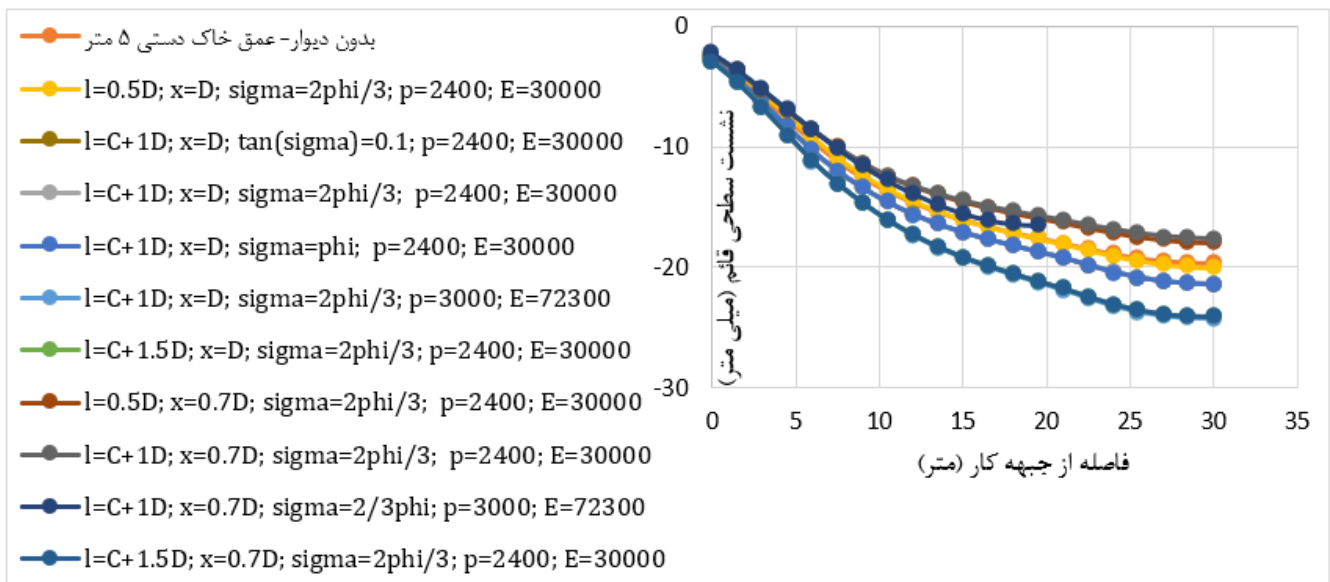 بدون دیوار- عمق خاک دستی ۵ متر
l=0.5D; x=D; sigma=2phi/3; p=2400; E=30000
l=C+1D; x=D; tan(sigma)=0.1; p=2400; E=30000
l=C+1D; x=D; sigma=2phi/3;  p=2400; E=30000
l=C+1D; x=D; sigma=phi;  p=2400; E=30000
l=C+1D; x=D; sigma=2phi/3; p=3000; E=72300
l=C+1.5D; x=D; sigma=2phi/3; p=2400; E=30000
l=0.5D; x=0.7D; sigma=2phi/3;  p=2400; E=30000
l=C+1D; x=0.7D; sigma=2phi/3;  p=2400; E=30000
l=C+1D; x=0.7D; sigma=2/3phi; p=3000; E=72300
l=C+1.5D; x=0.7D; sigma=2phi/3; p=2400; E=30000
نشست سطحی قائم (میلی متر)
0
-10
-20
-30
0 5 10 15 20 25 30 35
فاصله از جبهه کار (متر)